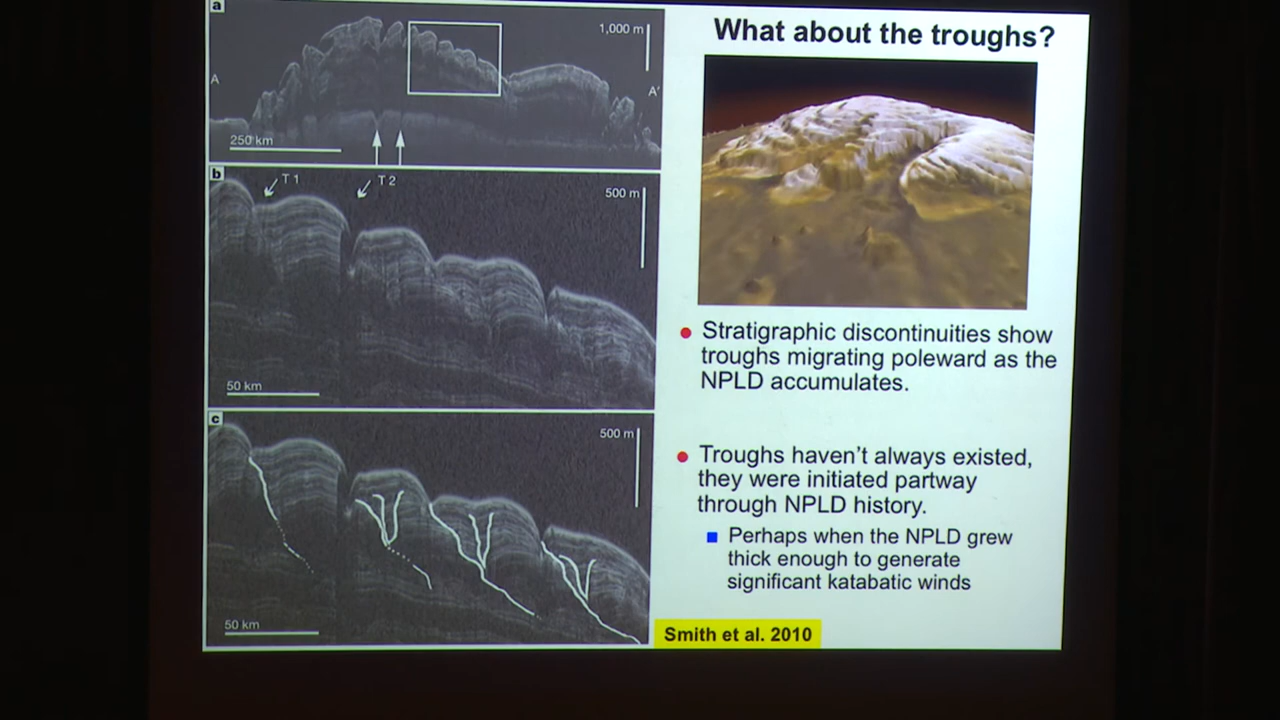 a
1,000 m
A
A'
250 km
b
T 1
T 2
500 m
50 km
c
500 m
50 km
What about the troughs?
● Stratigraphic discontinuities show
troughs migrating poleward as the
NPLD accumulates.
● Troughs haven't always existed,
they were initiated partway
through NPLD history.
■ Perhaps when the NPLD grew
thick enough to generate
significant katabatic winds
Smith et al. 2010